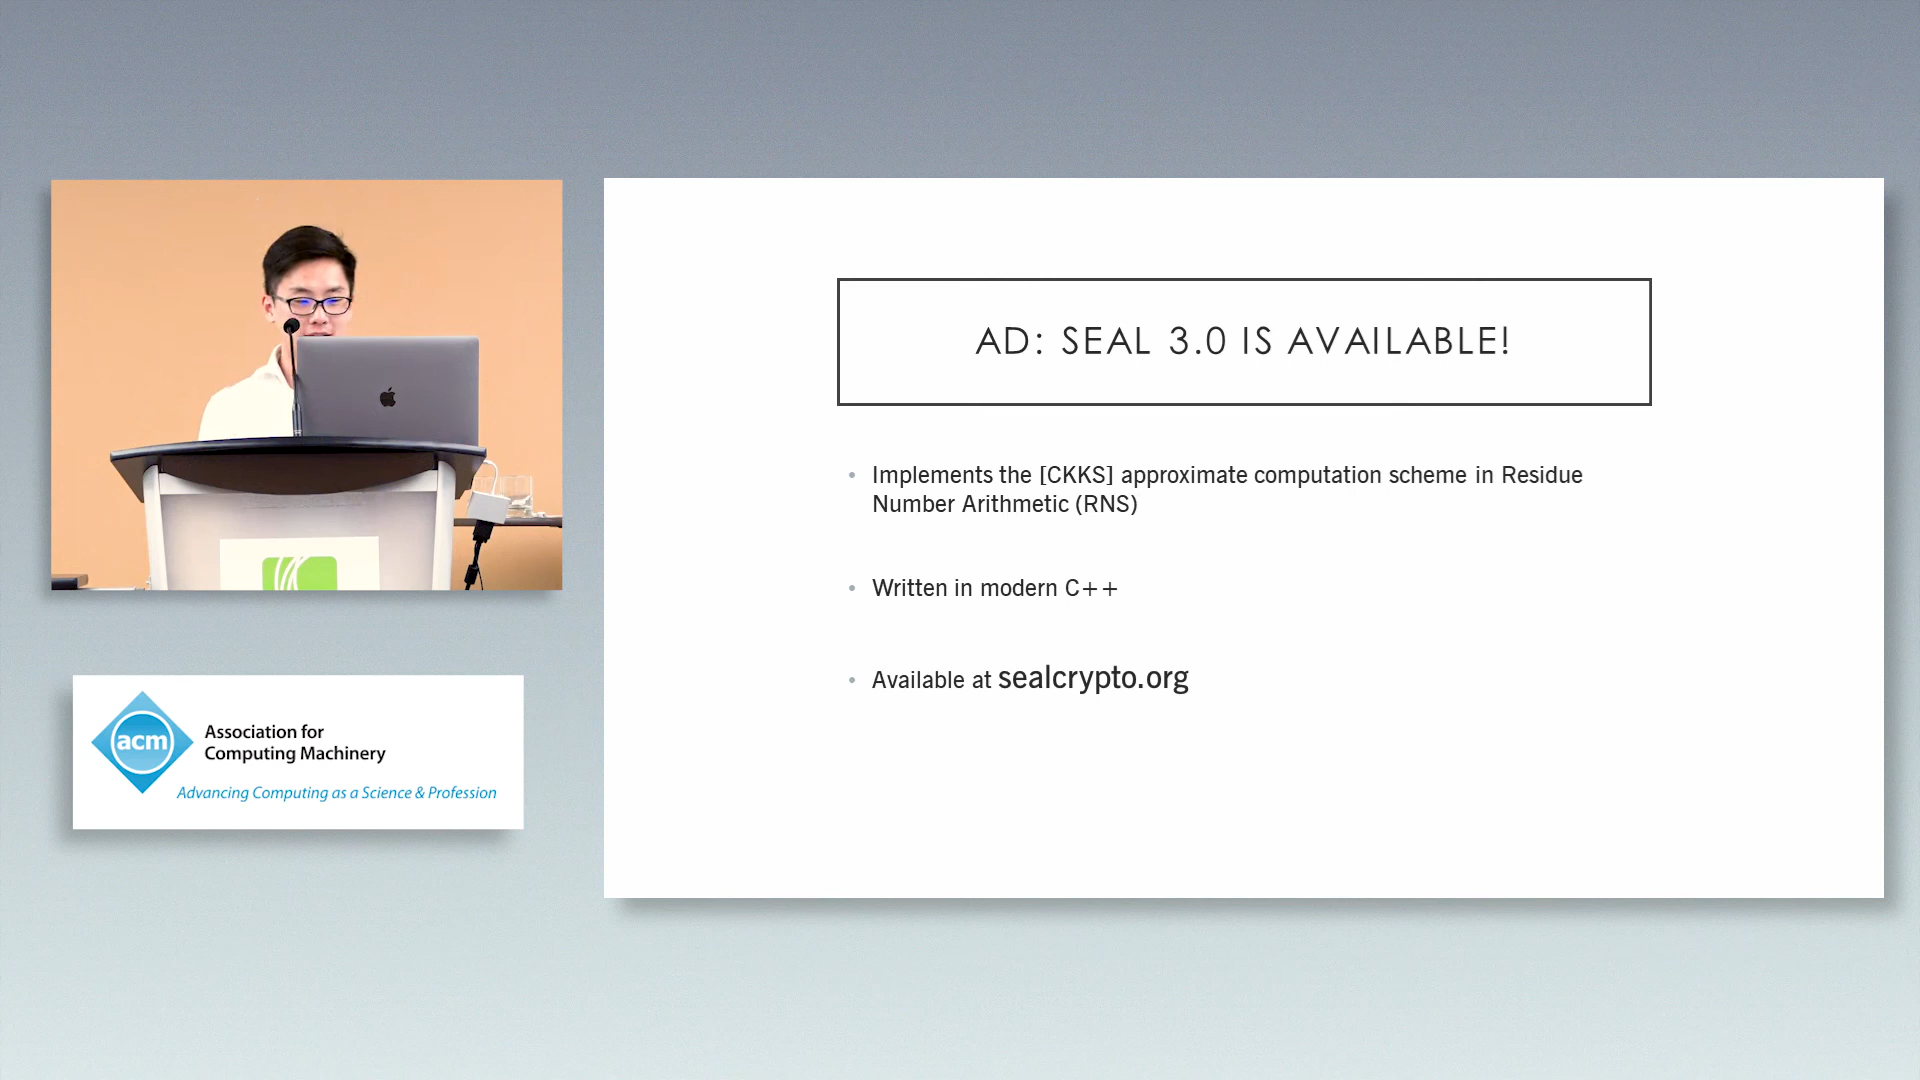 AD: SEAL 3.0 IS AVAILABLE!
• Implements the [CKKS] approximate computation scheme in Residue
Number Arithmetic (RNS)
• Written in modern C++
• Available at sealcrypto.org
acm
Association for
Computing Machinery
Advancing Computing as a Science & Profession